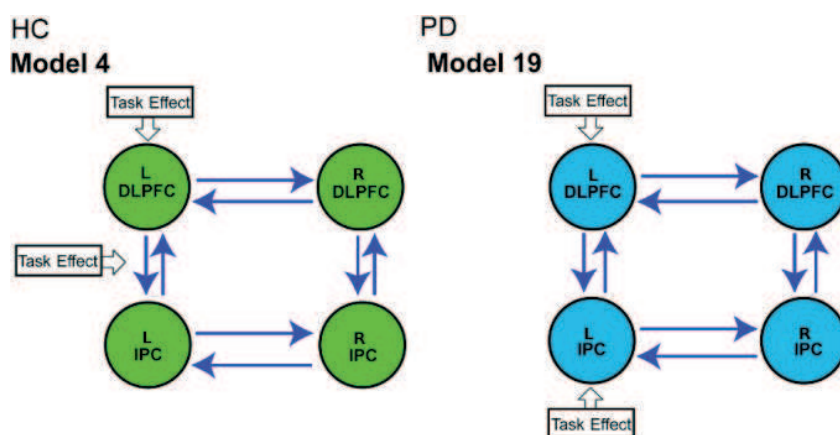 HC
Model 4
Task Effect
L
DLPFC
R
DLPFC
Task Effect
L
IPC
R
IPC
PD
Model 19
Task Effect
L
DLPFC
R
DLPFC
L
IPC
R
IPC
Task Effect